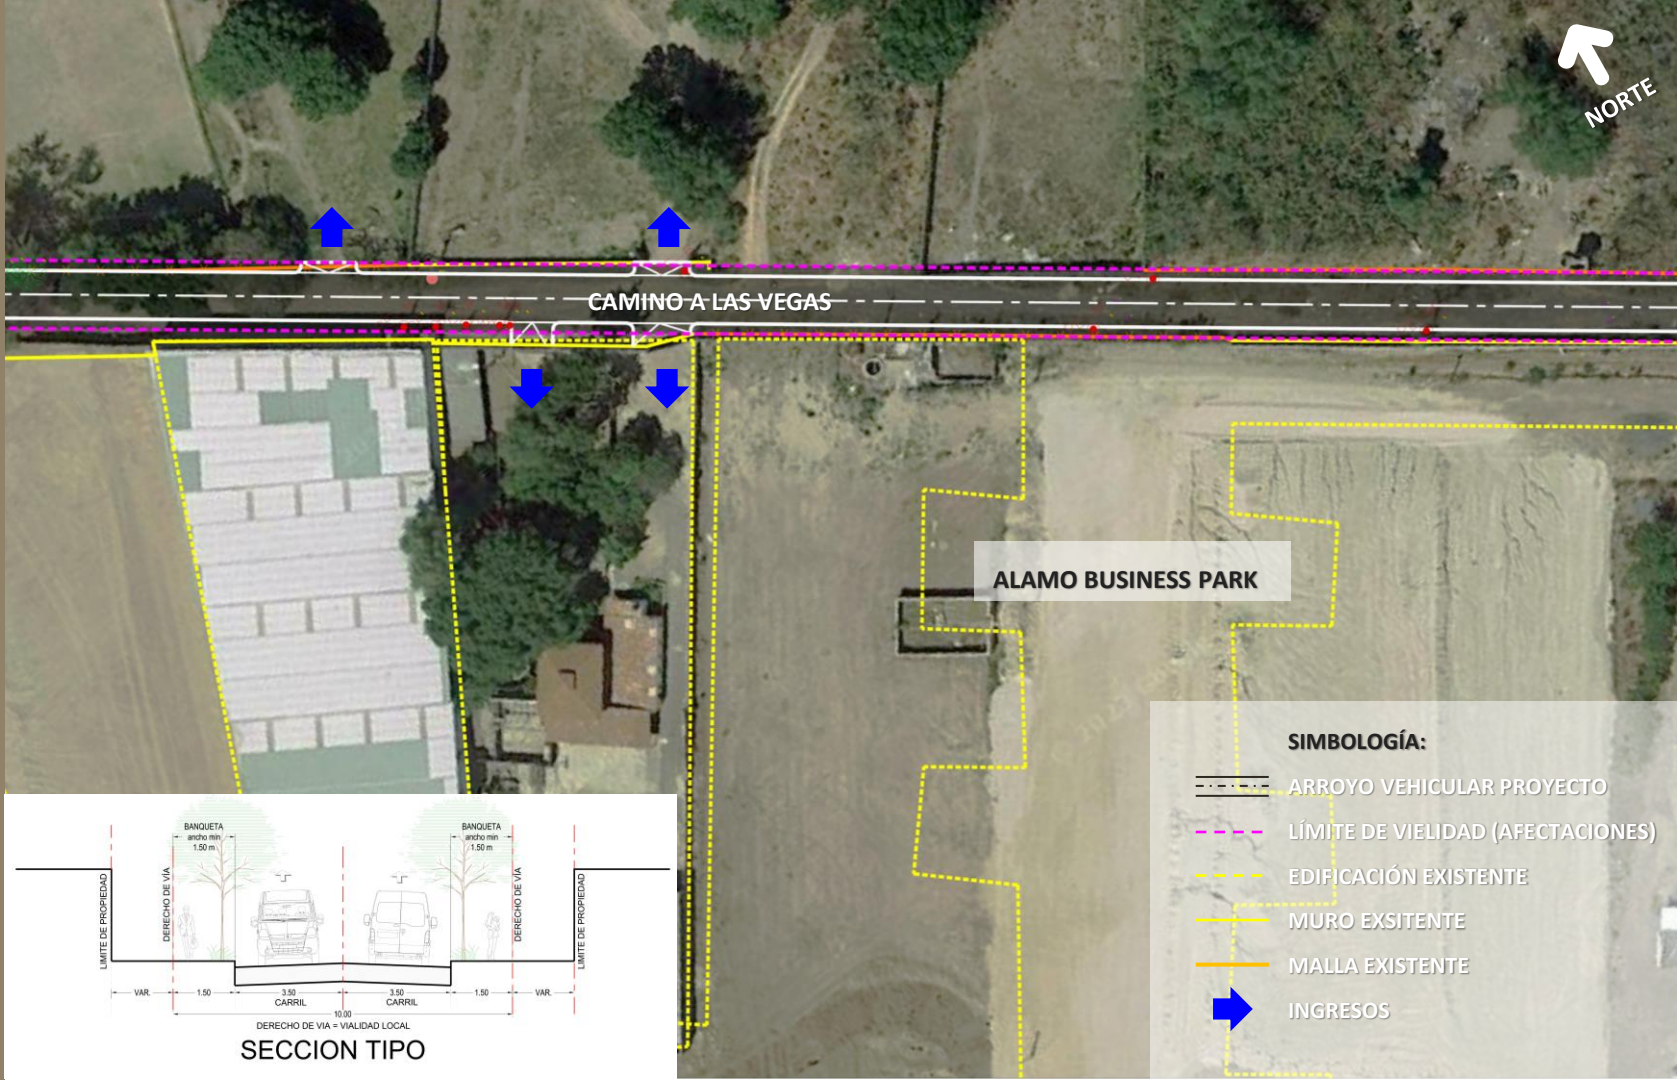 NORTE
CAMINO A LAS VEGAS
ALAMO BUSINESS PARK
SIMBOLOGÍA:
ARROYO VEHICULAR PROYECTO
LÍMITE DE VIELIDAD (AFECTACIONES)
EDIFICACIÓN EXISTENTE
MURO EXSITENTE
MALLA EXISTENTE
INGRESOS
BANQUETA
ancho min
1.50 m
BANQUETA
ancho min
1.50 m
LIMITE DE PROPIEDAD
DERECHO DE VÍA
DERECHO DE VÍA
LIMITE DE PROPIEDAD
VAR. 1.50 3.50 3.50 1.50 VAR.
CARRIL CARRIL
10.00
DERECHO DE VIA = VIALIDAD LOCAL
SECCION TIPO